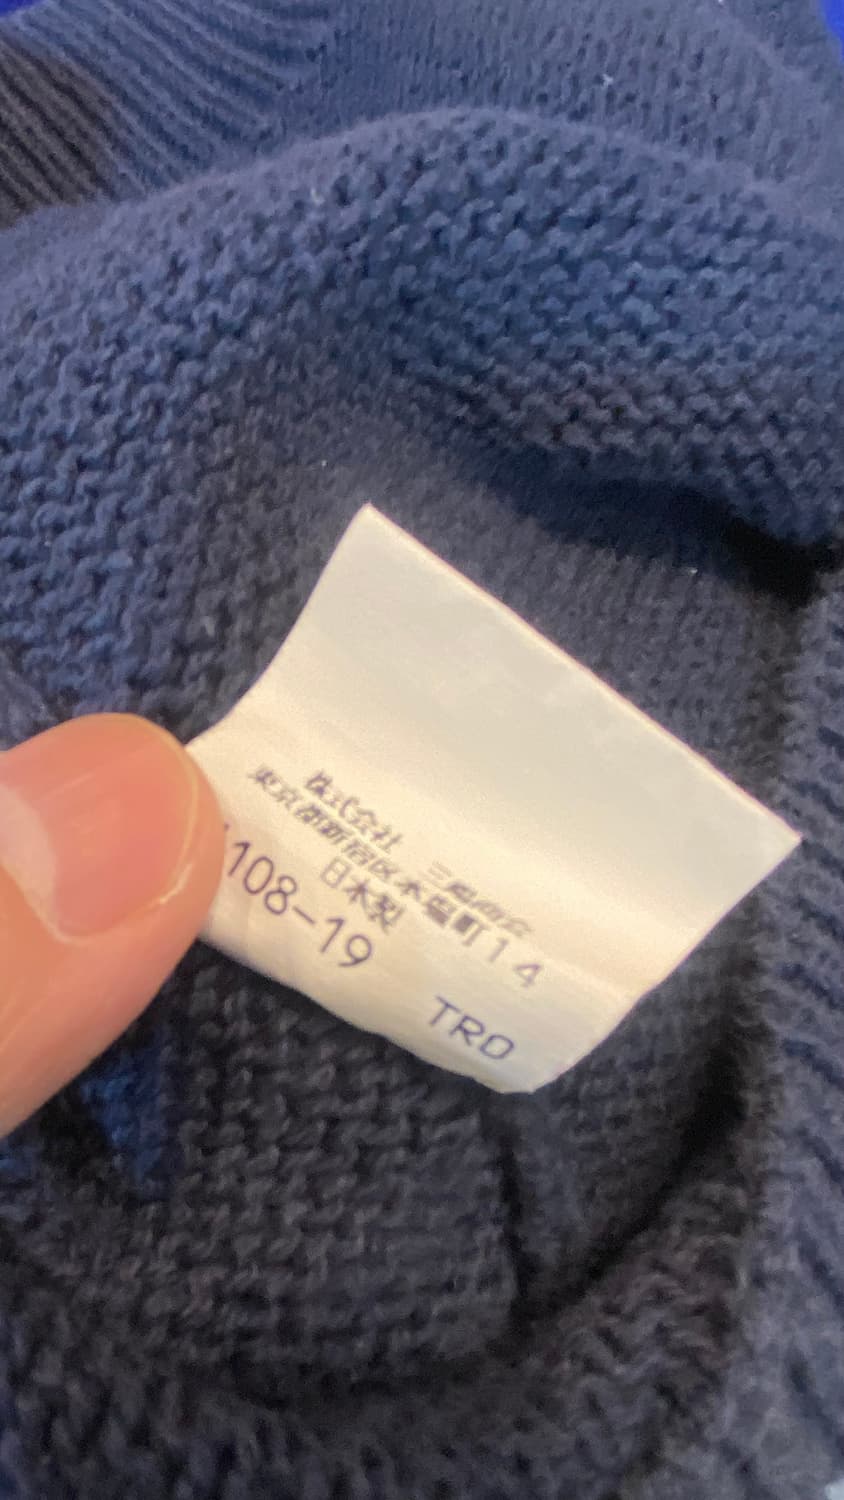 株式会社 三陽商会
東京都新宿区本塩町14
日本製
108-19
TRD